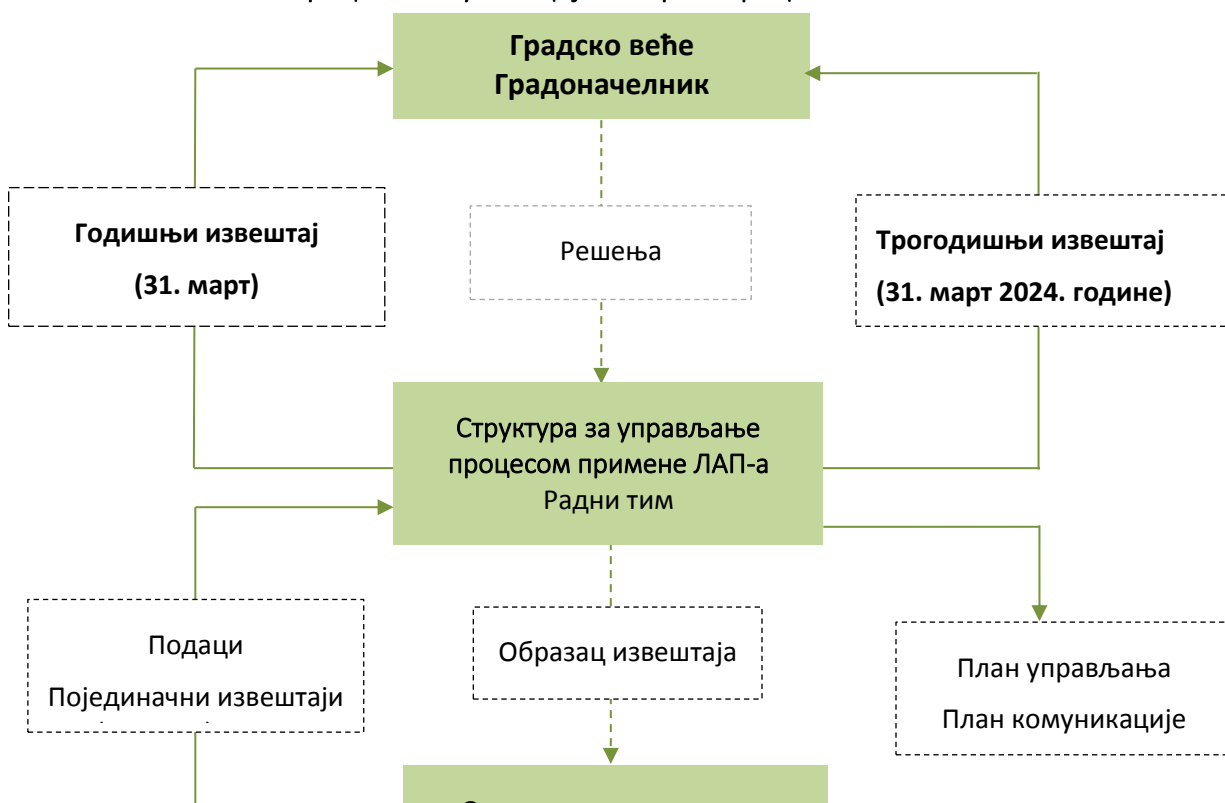 Градско веће
Градоначелник
Годишњи извештај
(31. март)
Решења
Трогодишњи извештај
(31. март 2024. године)
Структура за управљање
процесом примене ЛАП-а
Радни тим
Подаци
Појединачни извештаји
Образац извештаја
План управљања
План комуникације